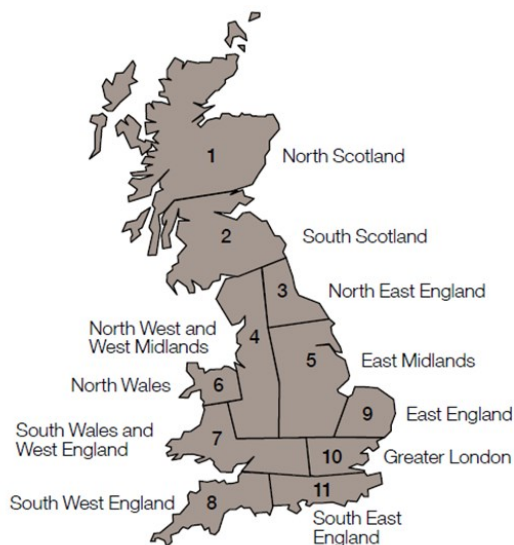 1
North Scotland
2
South Scotland
3
North East England
North West and
West Midlands
4
5
East Midlands
North Wales
6
9
East England
South Wales and
West England
7
10
Greater London
South West England
8
11
South East
England